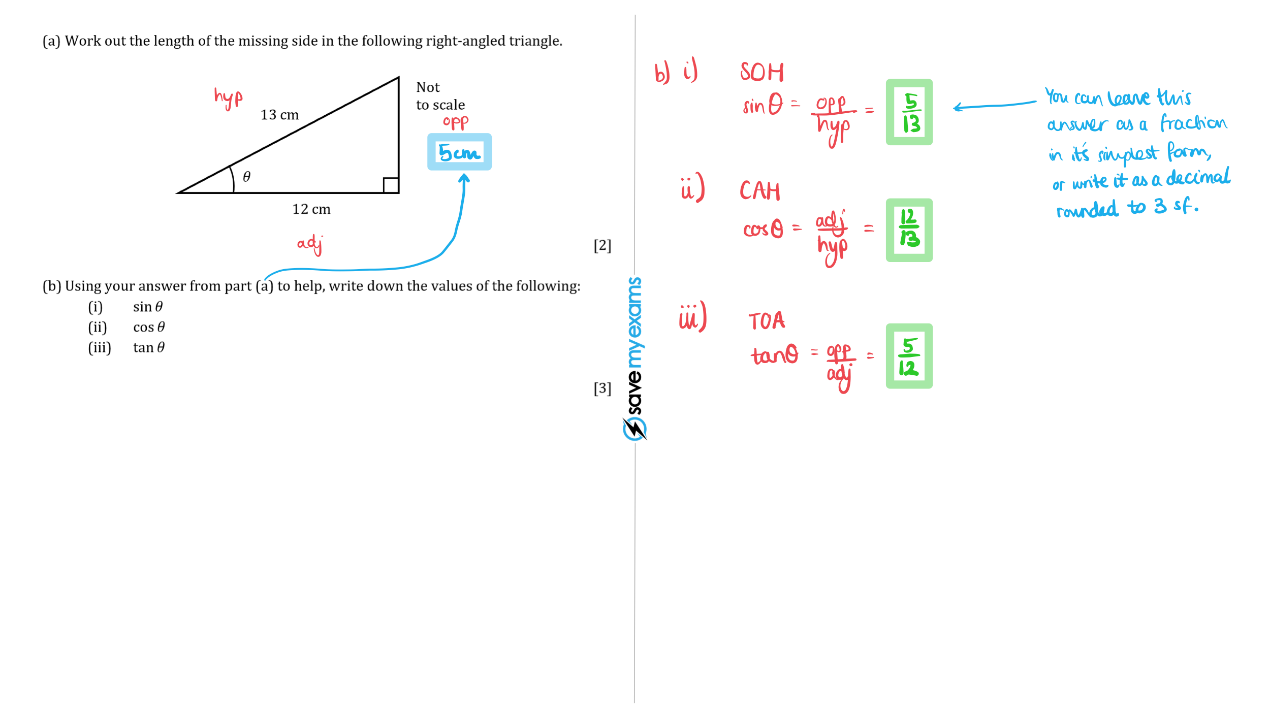 (a) Work out the length of the missing side in the following right-angled triangle.
hyp
13 cm
Not
to scale
opp
5cm
θ
12 cm
adj
[2]
(b) Using your answer from part (a) to help, write down the values of the following:
(i) sin θ
(ii) cos θ
(iii) tan θ
[3]
save my exams
b) i) SOH
sinθ = opp/hyp = 5/13
You can leave this
answer as a fraction
in it's simplest form,
or write it as a decimal
rounded to 3 sf.
ii) CAH
cosθ = adj/hyp = 12/13
iii) TOA
tanθ = opp/adj = 5/12